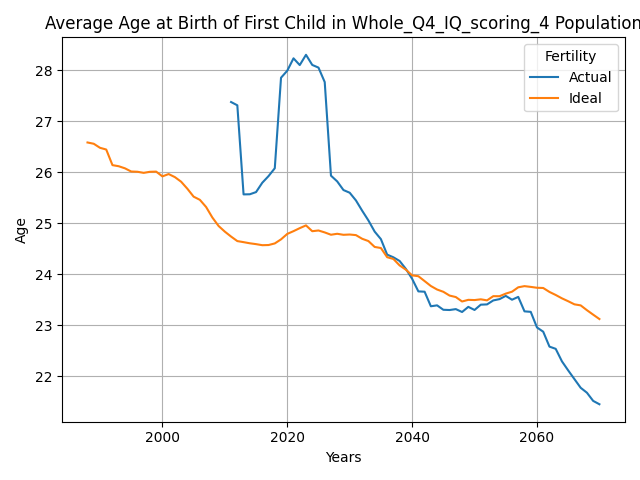 Average Age at Birth of First Child in Whole_Q4_IQ_scoring_4 Population
Fertility
Actual
Ideal
28
27
26
25
24
23
22
Age
2000
2020
2040
2060
Years